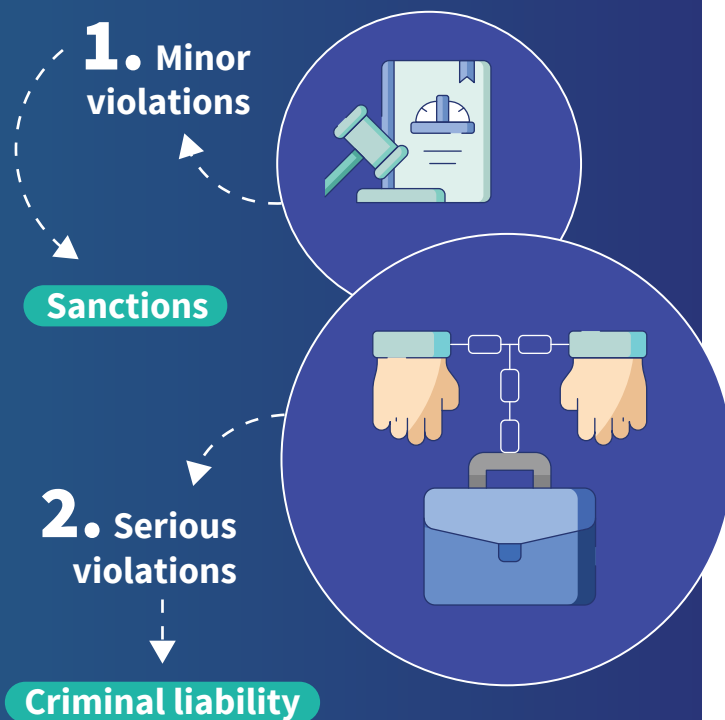 1. Minor
violations
Sanctions
2. Serious
violations
Criminal liability